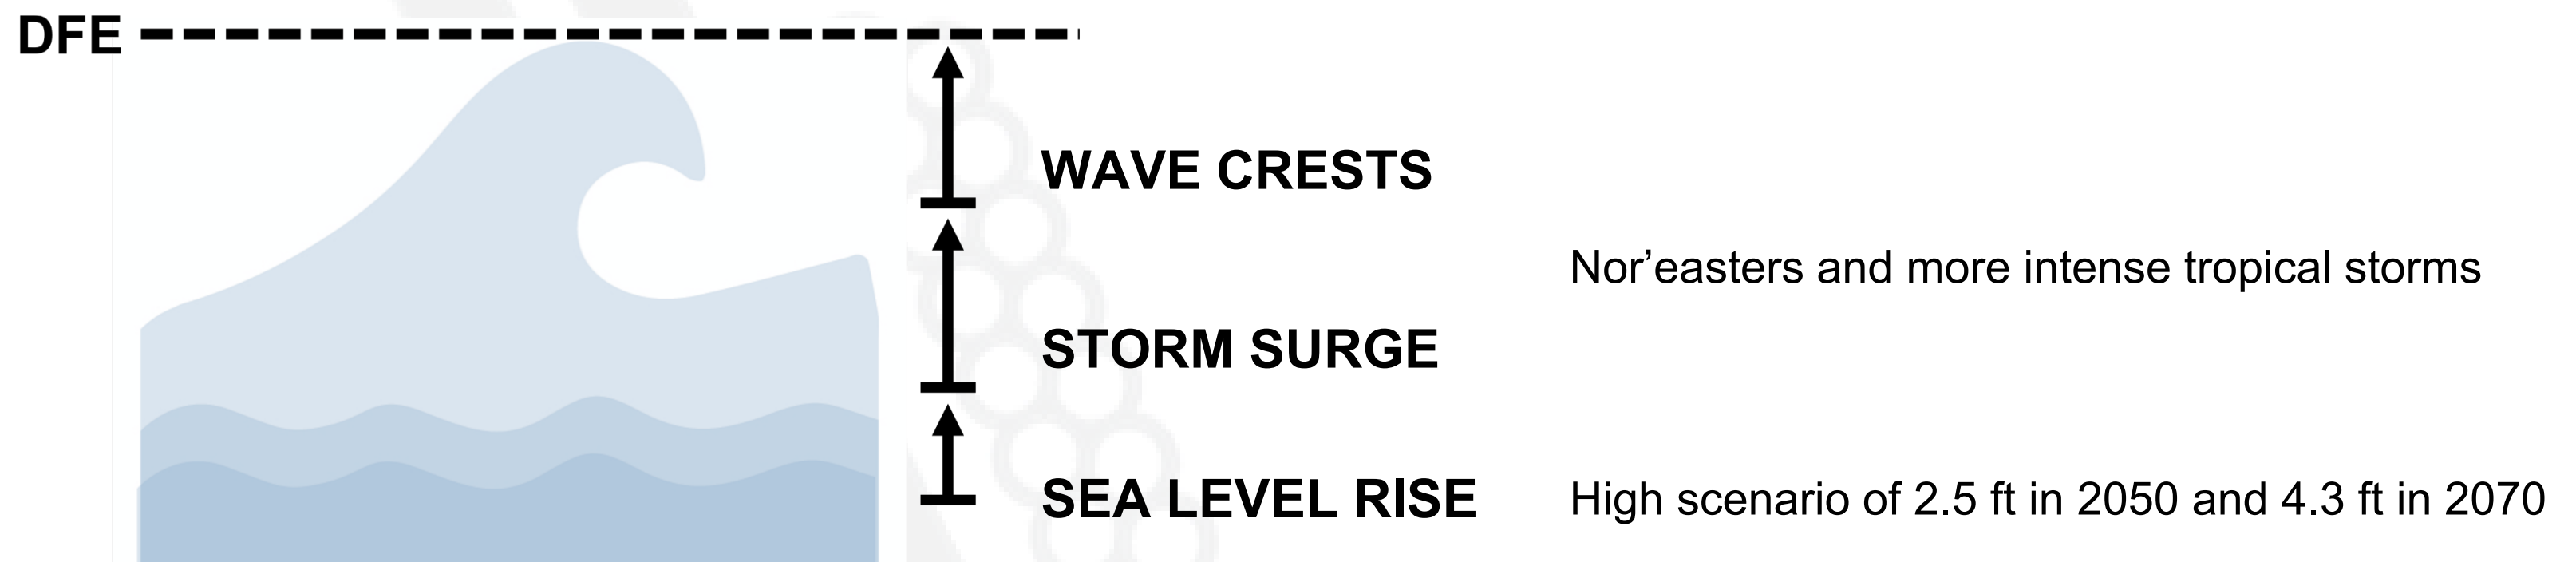 DFE
WAVE CRESTS
Nor’easters and more intense tropical storms
STORM SURGE
SEA LEVEL RISE
High scenario of 2.5 ft in 2050 and 4.3 ft in 2070